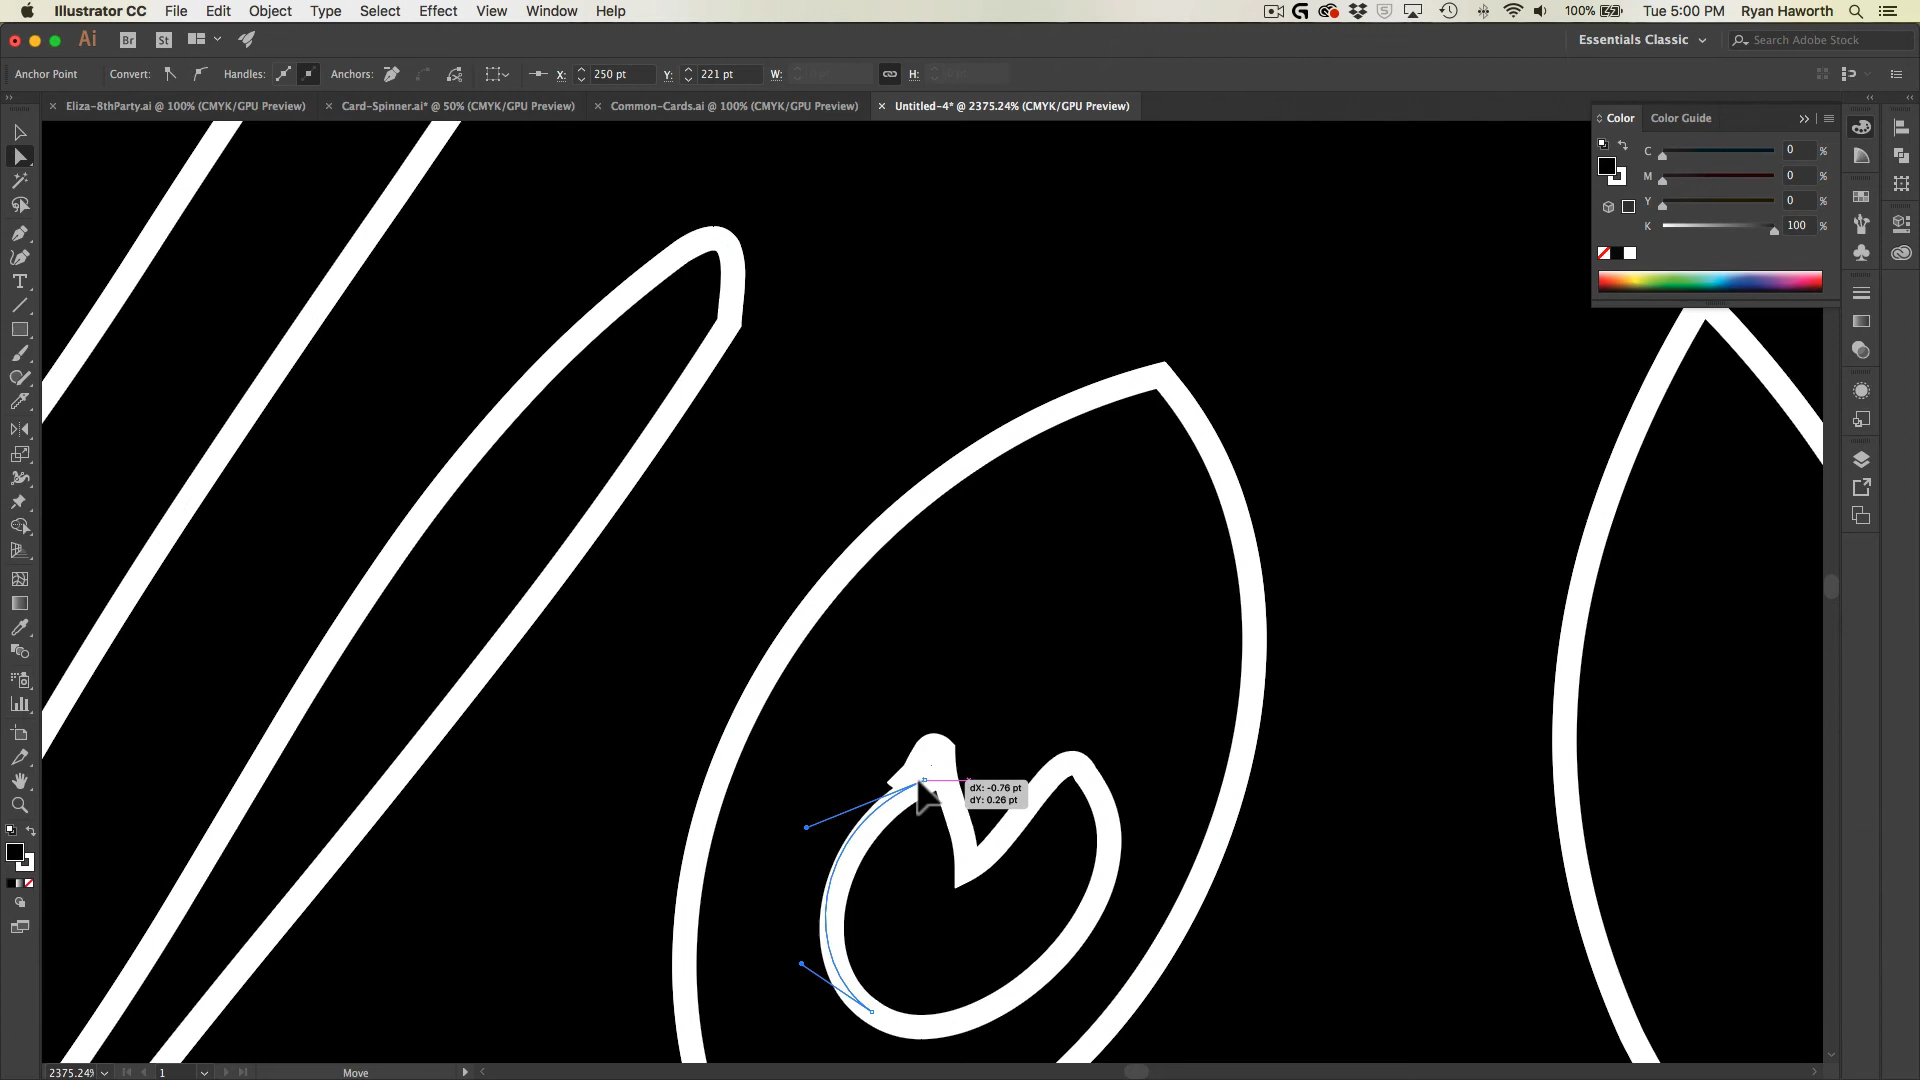 Illustrator CC File Edit Object Type Select Effect View Window Help 100% Tue 5:00 PM Ryan Haworth
Ai Br St Essentials Classic Search Adobe Stock
Anchor Point Convert: Handles: Anchors: X: 250 pt Y: 221 pt W: H:
Eliza-8thParty.ai @ 100% (CMYK/GPU Preview) Card-Spinner.ai* @ 50% (CMYK/GPU Preview) Common-Cards.ai @ 100% (CMYK/GPU Preview) Untitled-4* @ 2375.24% (CMYK/GPU Preview)
Color Color Guide
C 0 %
M 0 %
Y 0 %
K 100 %
dX: -0.76 pt
dY: 0.26 pt
2375.24% 1 Move